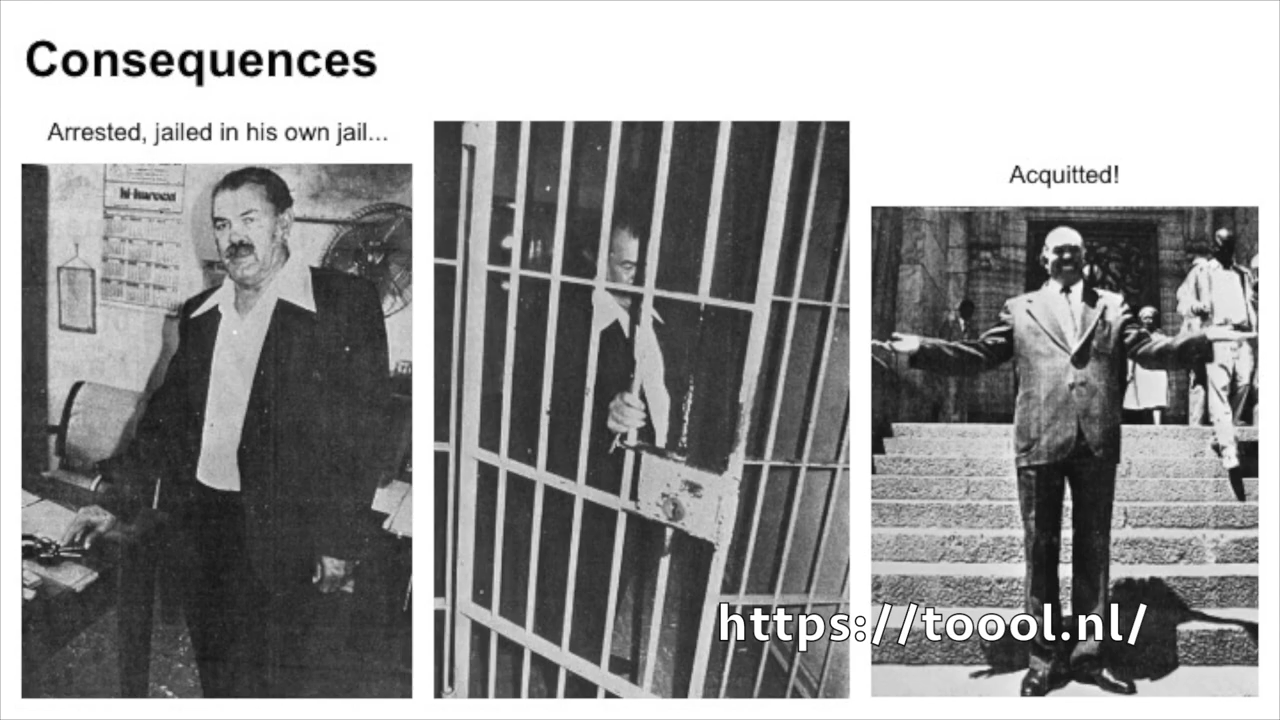 Consequences
Arrested, jailed in his own jail...
Acquitted!
https://toool.nl/